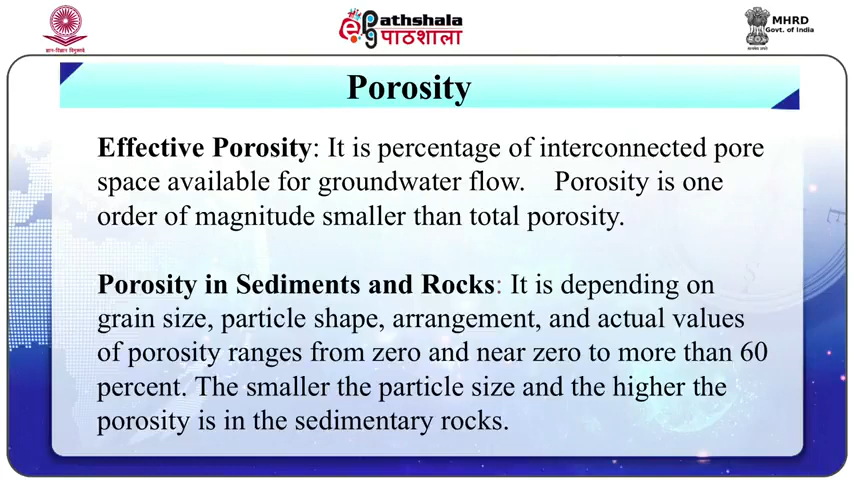 ePathshala
पाठशाला
MHRD
Govt. of India
Porosity
Effective Porosity: It is percentage of interconnected pore
space available for groundwater flow. Porosity is one
order of magnitude smaller than total porosity.
Porosity in Sediments and Rocks: It is depending on
grain size, particle shape, arrangement, and actual values
of porosity ranges from zero and near zero to more than 60
percent. The smaller the particle size and the higher the
porosity is in the sedimentary rocks.